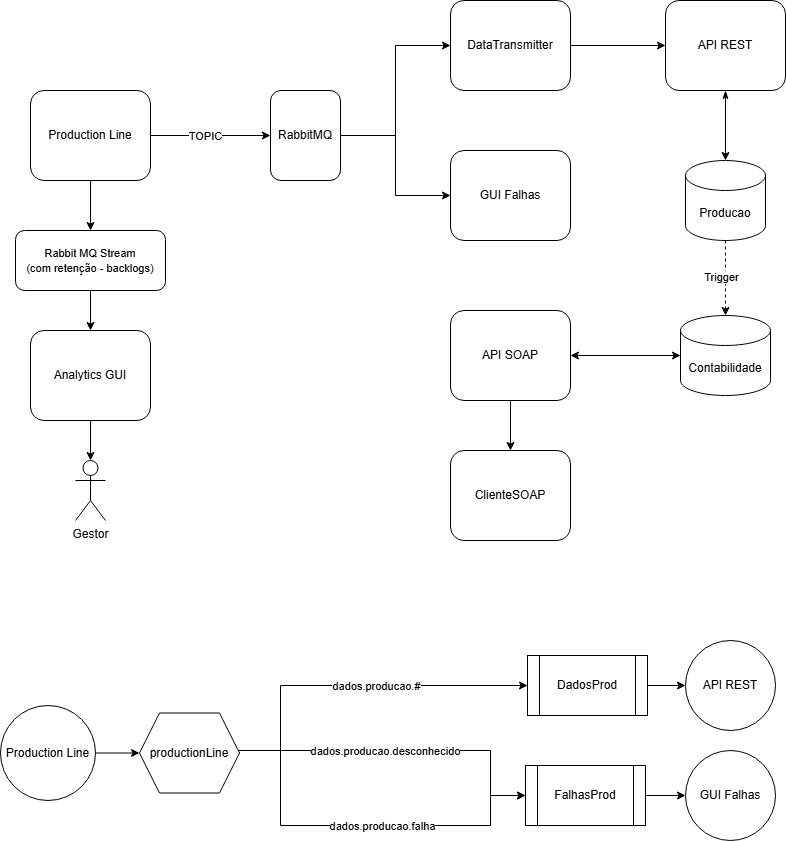 DataTransmitter
API REST
Production Line
TOPIC
RabbitMQ
GUI Falhas
Producao
Rabbit MQ Stream
(com retenção - backlogs)
Trigger
Analytics GUI
API SOAP
Contabilidade
Gestor
ClienteSOAP
dados.producao.#
DadosProd
API REST
Production Line
productionLine
dados.producao.desconhecido
FalhasProd
GUI Falhas
dados.producao.falha